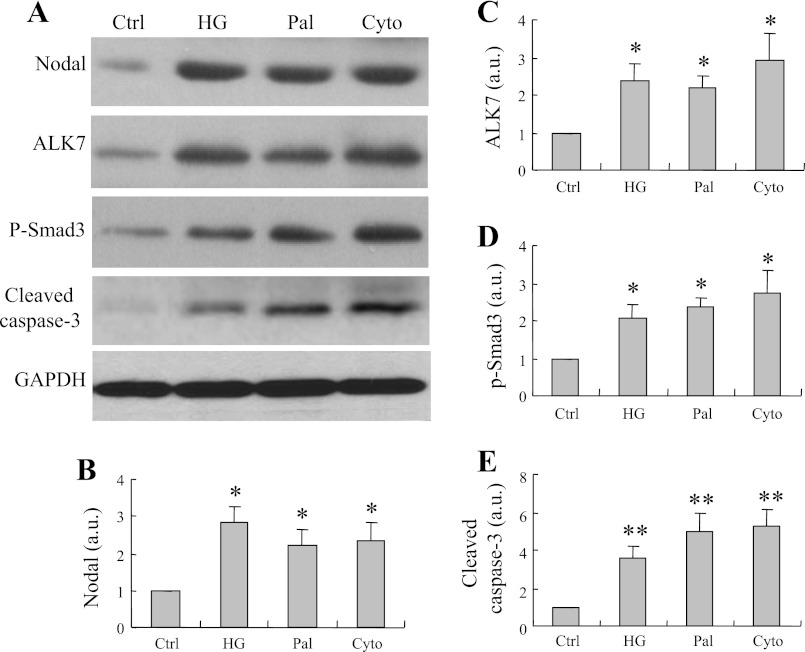 A
Ctrl HG Pal Cyto
Nodal
ALK7
P-Smad3
Cleaved
caspase-3
GAPDH
B
Nodal (a.u.)
4
3
2
1
0
* * *
Ctrl HG Pal Cyto
C
ALK7 (a.u.)
4
3
2
1
0
* * *
Ctrl HG Pal Cyto
D
p-Smad3 (a.u.)
4
3
2
1
0
* * *
Ctrl HG Pal Cyto
E
Cleaved
caspase-3 (a.u.)
8
6
4
2
0
** ** **
Ctrl HG Pal Cyto